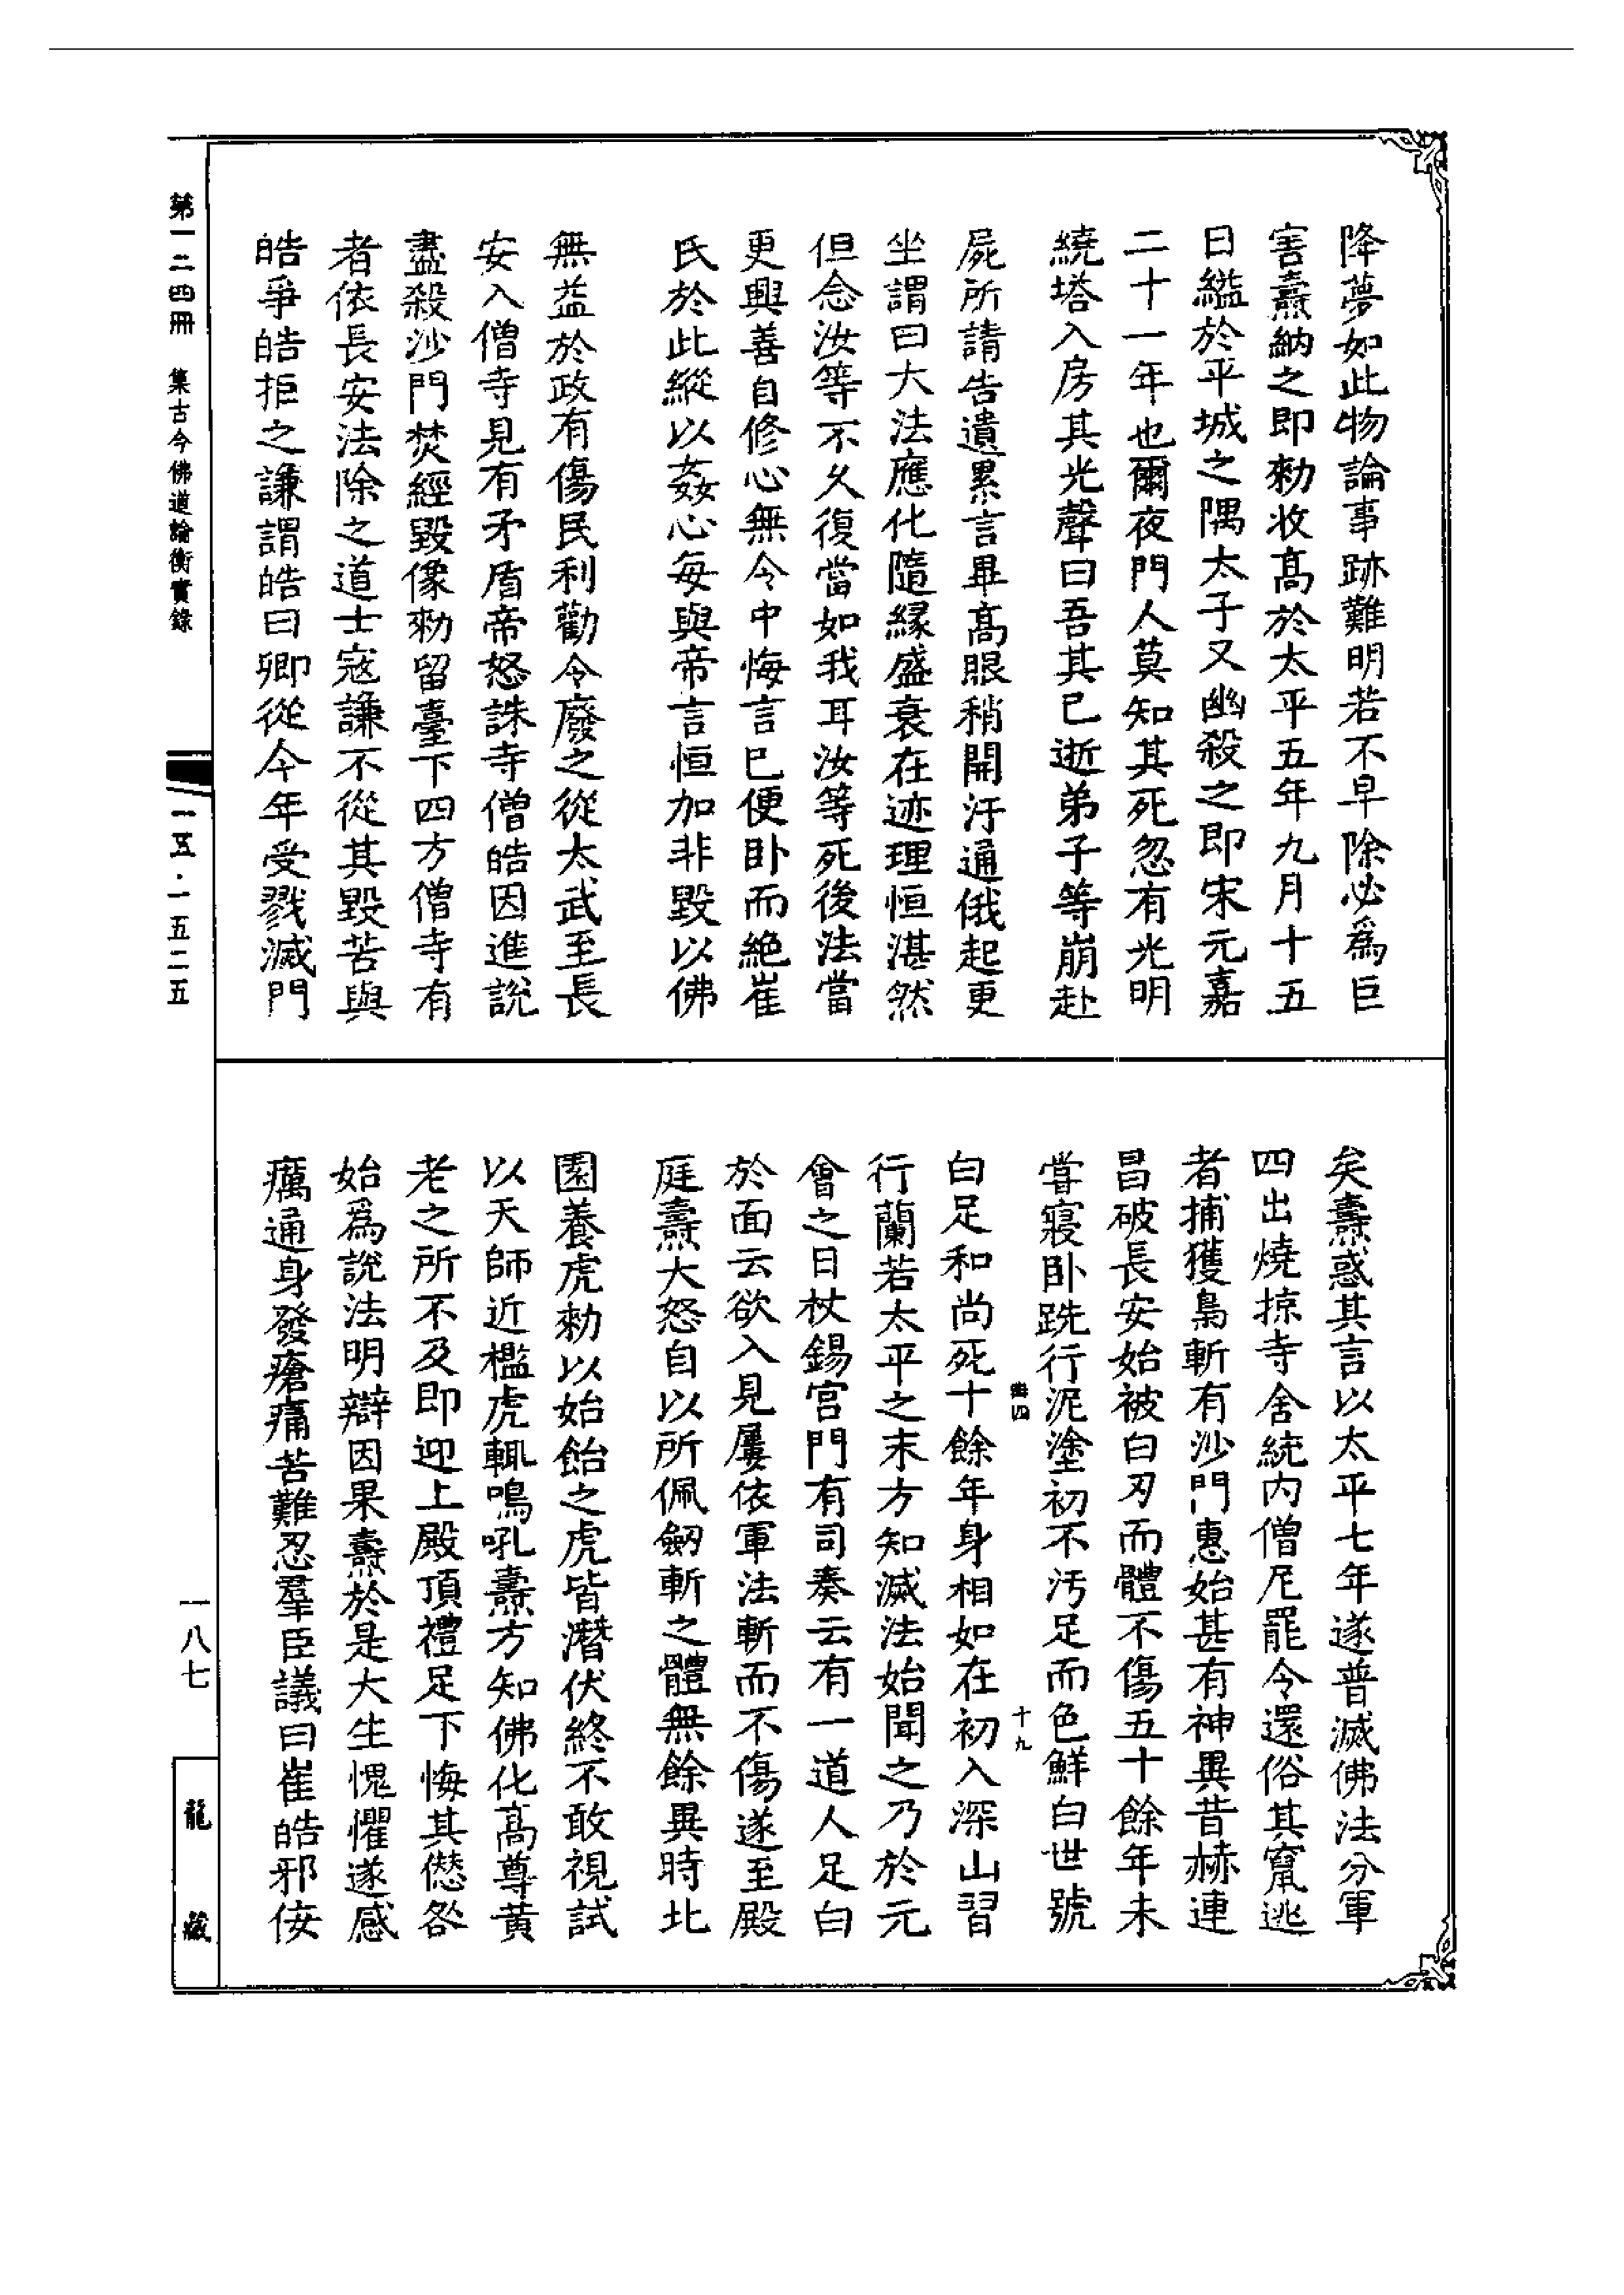 降夢如此物論事跡難明若不早除必為巨
害燾納之即勑收高於太平五年九月十五
日縊於平城之隅太子又幽殺之即宋元嘉
二十一年也爾夜門人莫知其死忽有光明
繞塔入房其光聲曰吾其已逝弟子等崩赴
屍所請告遺累言畢高眼稍開汗通俄起更
坐謂曰大法應化隨緣盛衰在迹理恒湛然
但念汝等不久復當如我耳汝等死後法當
更興善自修心無令中悔言已便卧而絕崔
氏於此縱以姦心每與帝言恒加非毀以佛
無益於政有傷民利勸令廢之從太武至長
安入僧寺見有矛盾帝怒誅寺僧皓因進說
盡殺沙門焚經毀像勑留臺下四方僧寺有
者依長安法除之道士寇謙不從其毀苦與
皓爭皓拒之謙謂皓曰卿從今年受戮滅門
矣燾惑其言以太平七年遂普滅佛法分軍
四出燒掠寺舍統內僧尼罷令還俗其竄逃
者捕獲梟斬有沙門惠始甚有神異昔赫連
昌破長安始被白刃而體不傷五十餘年未
嘗寢卧跣行泥塗初不汚足而色鮮白世號
白足和尚死十餘年身相如在初入深山習
行蘭若太平之末方知滅法始聞之乃於元
會之日杖錫宮門有司奏云有一道人足白
於面云欲入見屢依軍法斬而不傷遂至殿
庭燾大怒自以所佩劒斬之體無餘異時北
園養虎勑以始飴之虎皆潛伏終不敢視試
以天師近檻虎輒鳴吼燾方知佛化高尊黃
老之所不及即迎上殿頂禮足下悔其僽咎
始為說法明辯因果燾於是大生愧懼遂感
癘通身發瘡痛苦難忍羣臣議曰崔皓邪佞
十九
第一二四冊 集古今佛道論衡實錄
一五·一五二五
一八七
龍藏